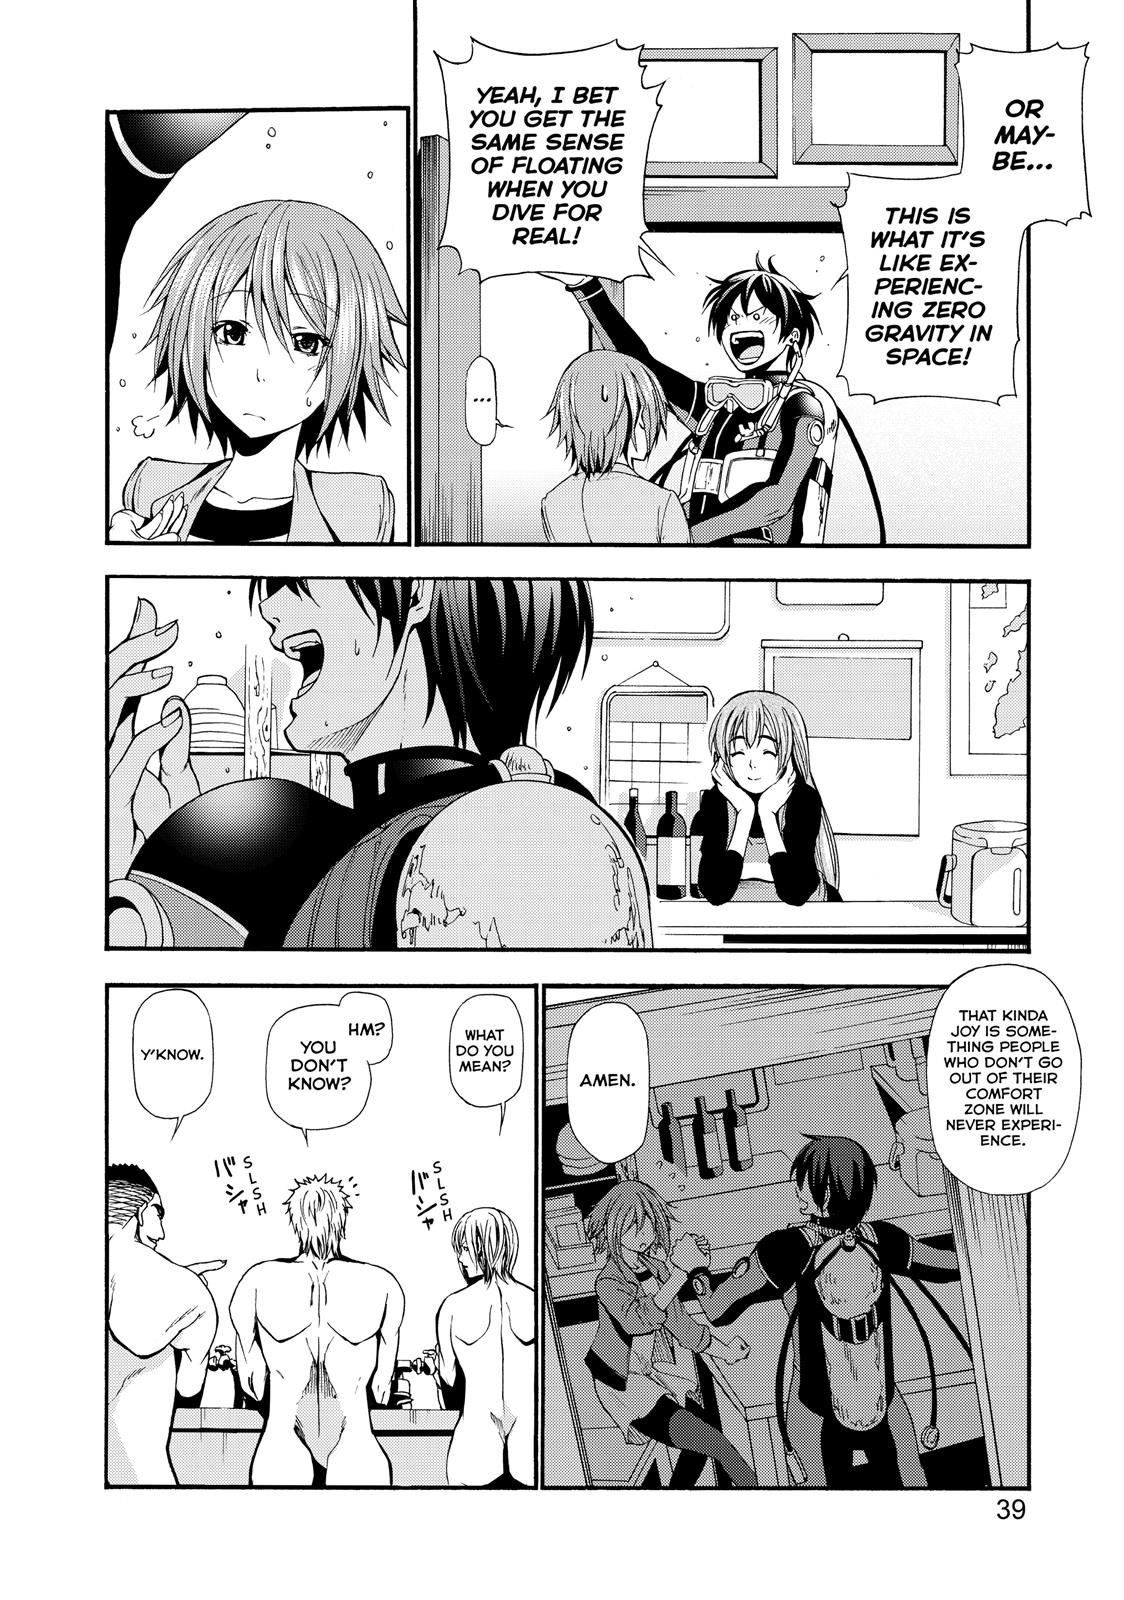 OR
MAY-
BE...
THIS IS
WHAT IT'S
LIKE EX-
PERIENC-
ING ZERO
GRAVITY IN
SPACE!
YEAH, I BET
YOU GET THE
SAME SENSE
OF FLOATING
WHEN YOU
DIVE FOR
REAL!
...
THAT KINDA
JOY IS SOME-
THING PEOPLE
WHO DON'T GO
OUT OF THEIR
COMFORT
ZONE WILL
NEVER EXPERI-
ENCE.
AMEN.
WHAT
DO YOU
MEAN?
HM?
YOU
DON'T
KNOW?
Y'KNOW.
バシャ
SLSH
バシャ
SLSH
39